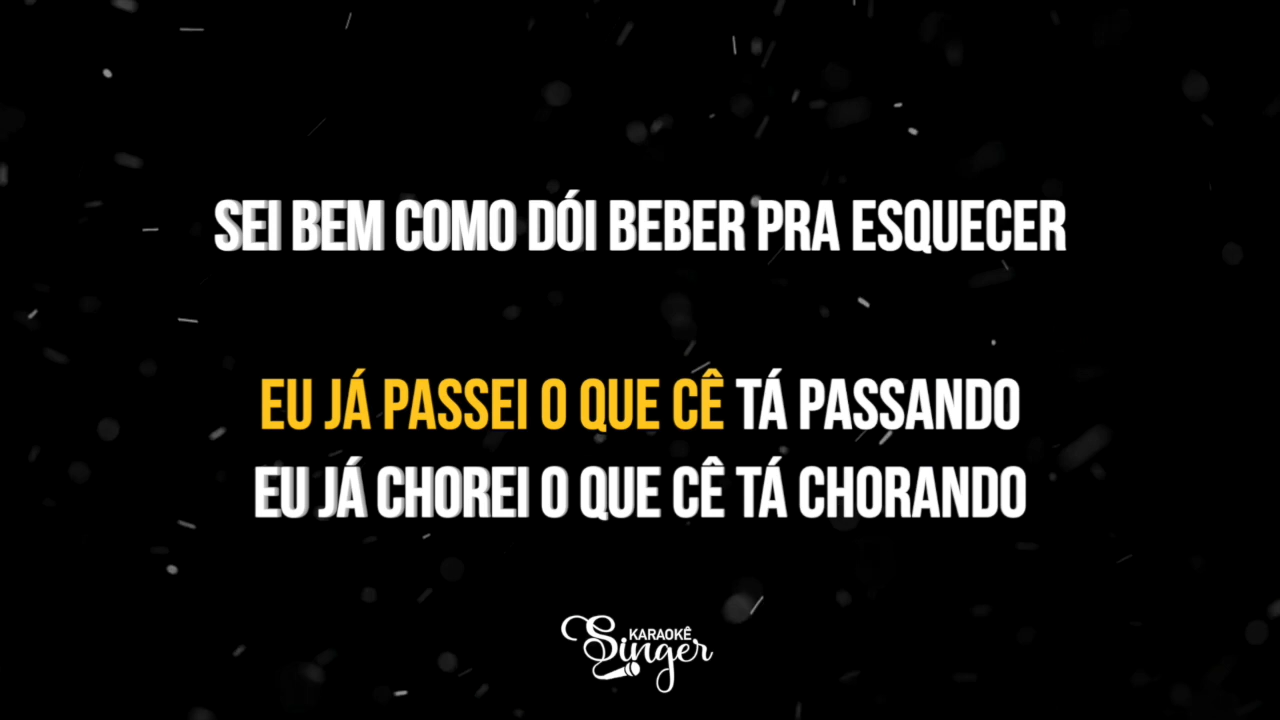 SEI BEM COMO DÓI BEBER PRA ESQUECER
EU JÁ PASSEI O QUE CÊ TÁ PASSANDO
EU JÁ CHOREI O QUE CÊ TÁ CHORANDO
KARAOKÊ
Singer